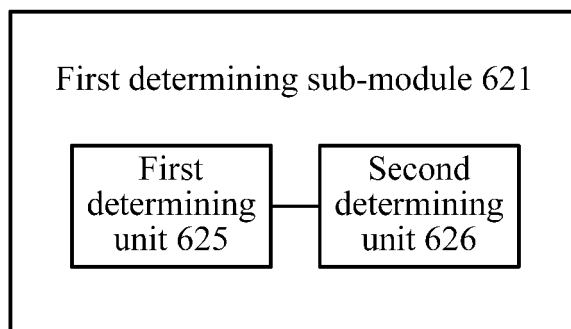 First determining sub-module 621
First
determining
unit 625
Second
determining
unit 626